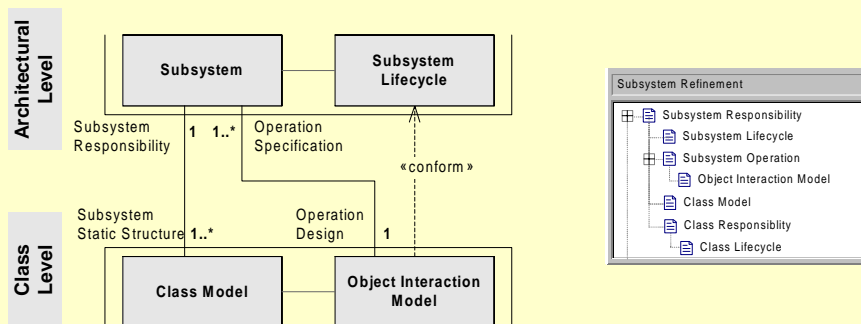 Architectural
Level
Subsystem
Subsystem
Lifecycle
Subsystem
Responsibility
1
1..*
Operation
Specification
«conform»
Subsystem
Static Structure
1..*
Operation
Design
1
Class
Level
Class Model
Object Interaction
Model
Subsystem Refinement
Subsystem Responsibility
Subsystem Lifecycle
Subsystem Operation
Object Interaction Model
Class Model
Class Responsiblity
Class Lifecycle